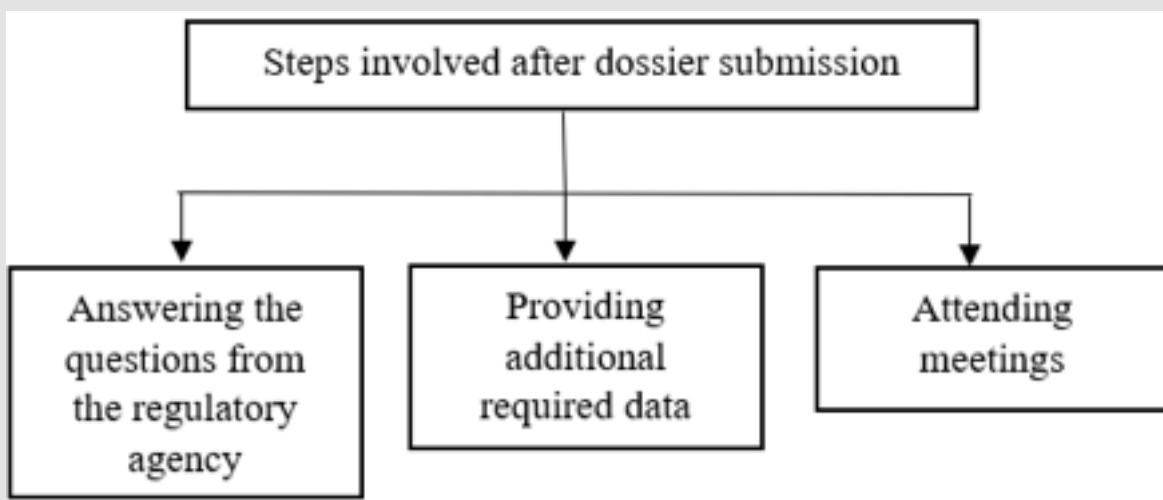 Steps involved after dossier submission
Answering the
questions from
the regulatory
agency
Providing
additional
required data
Attending
meetings